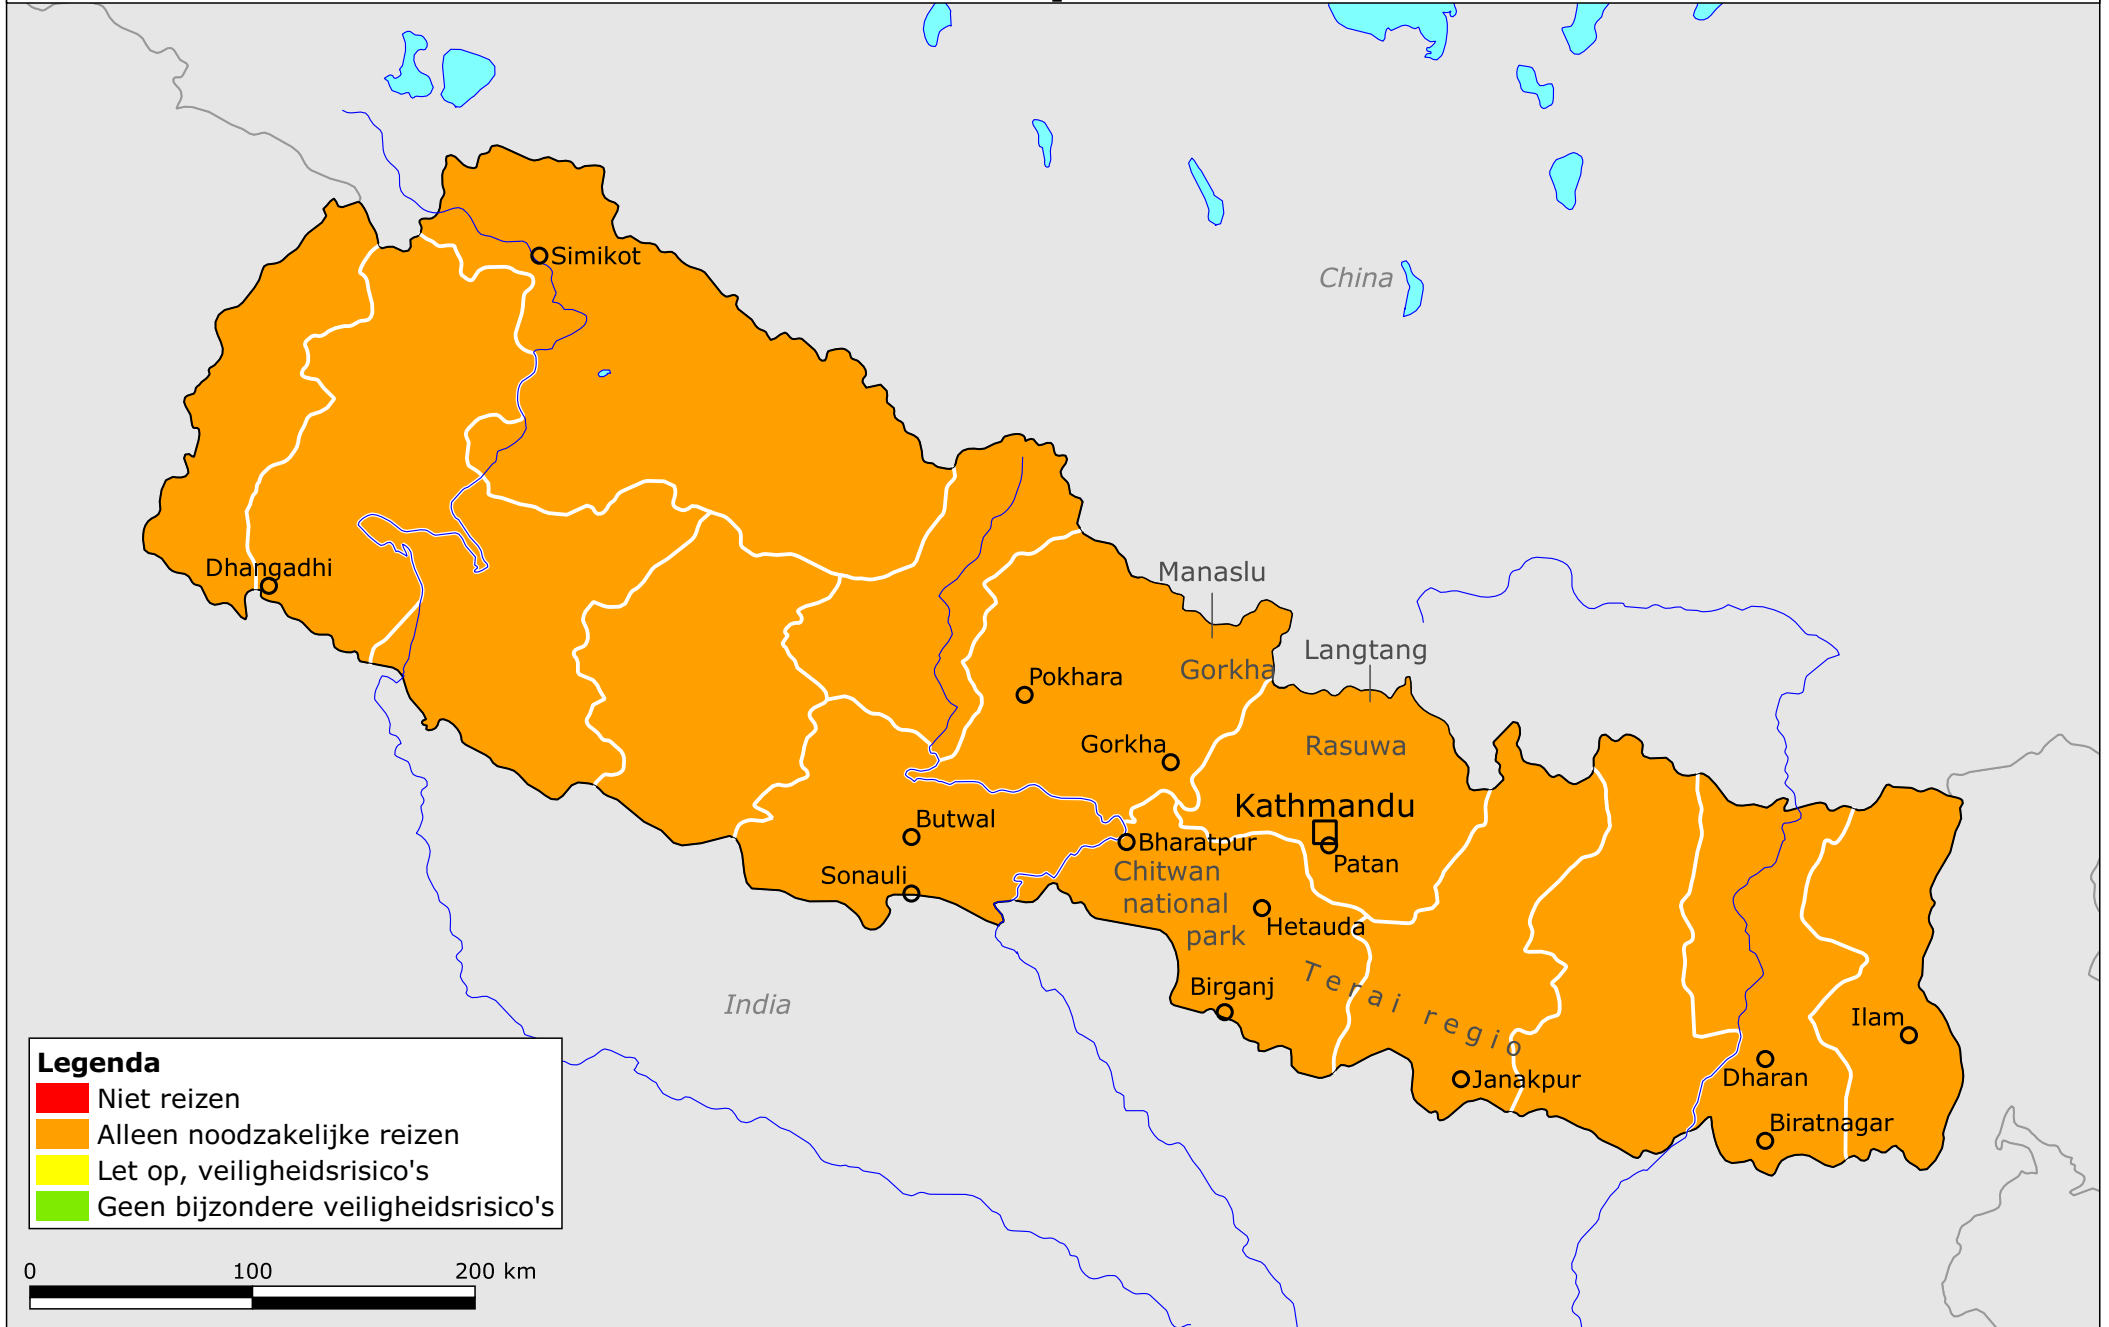 Simikot
China
Dhangadhi
Manaslu
Langtang
Gorkha
Pokhara
Gorkha
Rasuwa
Kathmandu
Butwal
Bharatpur
Patan
Sonauli
Chitwan
national
park
Hetauda
Terai regio
Birganj
India
Ilam
Janakpur
Dharan
Biratnagar
Legenda
Niet reizen
Alleen noodzakelijke reizen
Let op, veiligheidsrisico's
Geen bijzondere veiligheidsrisico's
0 100 200 km